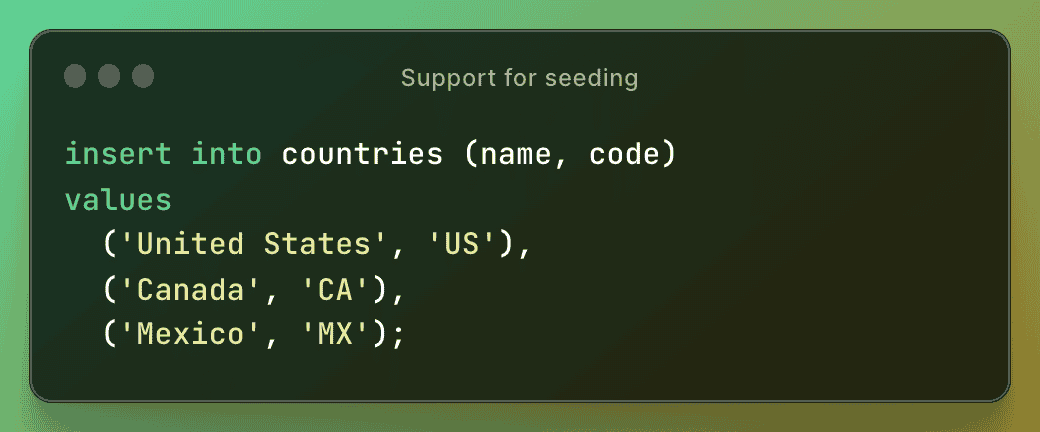 Support for seeding
insert into countries (name, code)
values
  ('United States', 'US'),
  ('Canada', 'CA'),
  ('Mexico', 'MX');